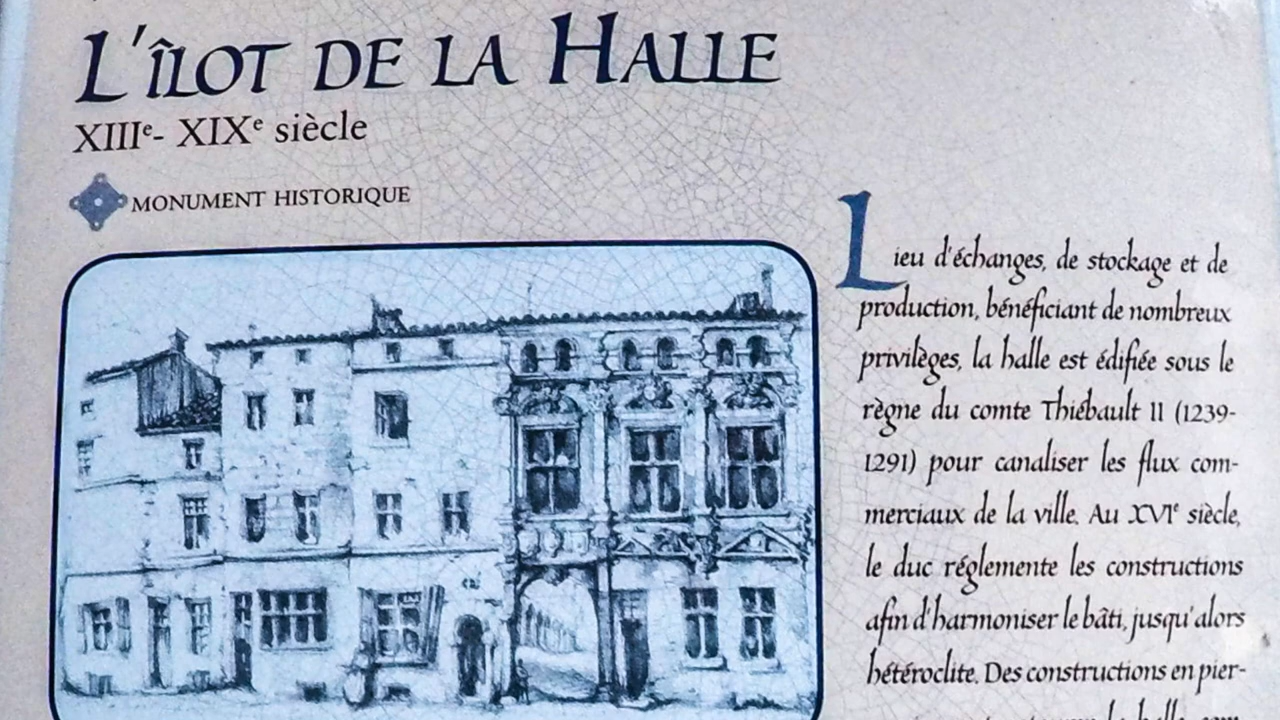 L'îlot de la Halle
XIIIe- XIXe siècle
MONUMENT HISTORIQUE
Lieu d'échanges, de stockage et de
production, bénéficiant de nombreux
privilèges, la halle est édifiée sous le
règne du comte Thiébault II (1239-
1291) pour canaliser les flux com-
merciaux de la ville. Au XVIe siècle,
le duc réglemente les constructions
afin d'harmoniser le bâti, jusqu'alors
hétéroclite. Des constructions en pier-